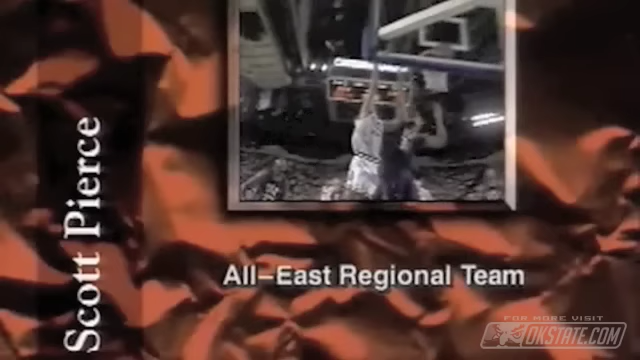 Scott Pierce
All-East Regional Team
FOR MORE VISIT
OKSTATE.COM